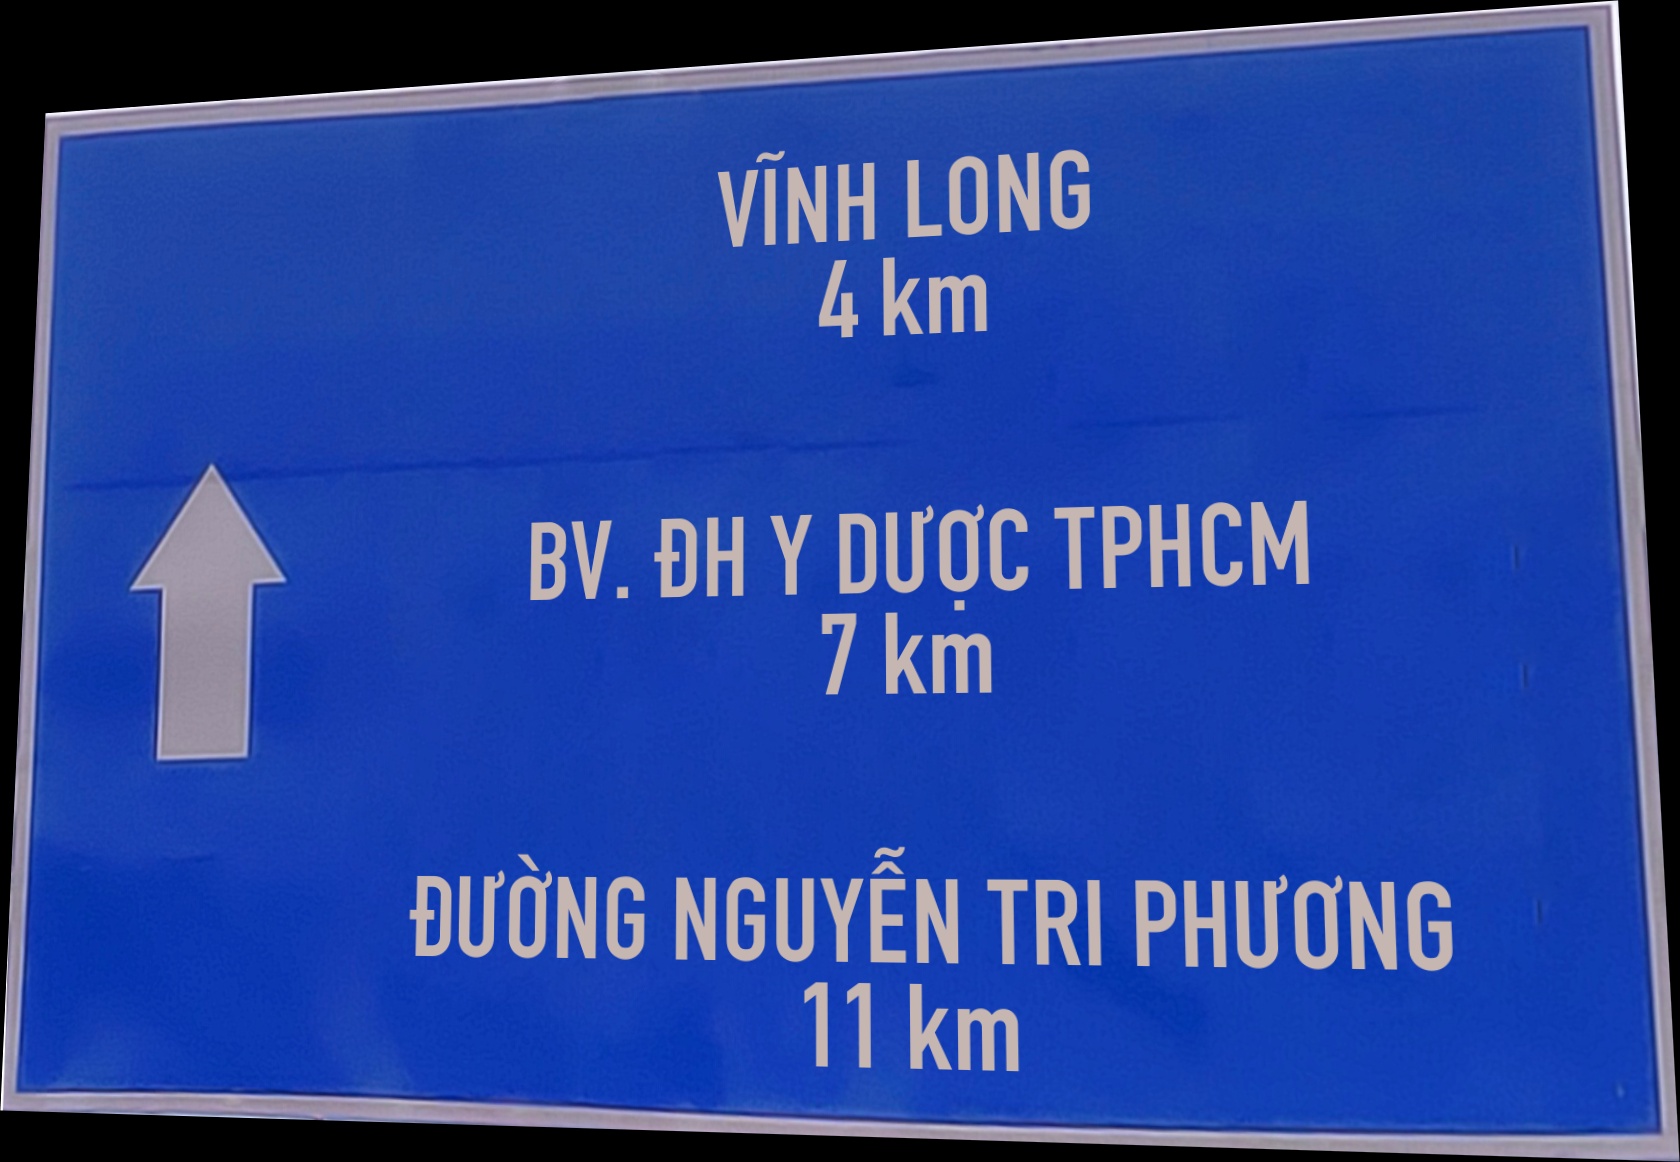 VĨNH LONG
4 km
BV. ĐH Y DƯỢC TPHCM
7 km
ĐƯỜNG NGUYỄN TRI PHƯƠNG
11 km